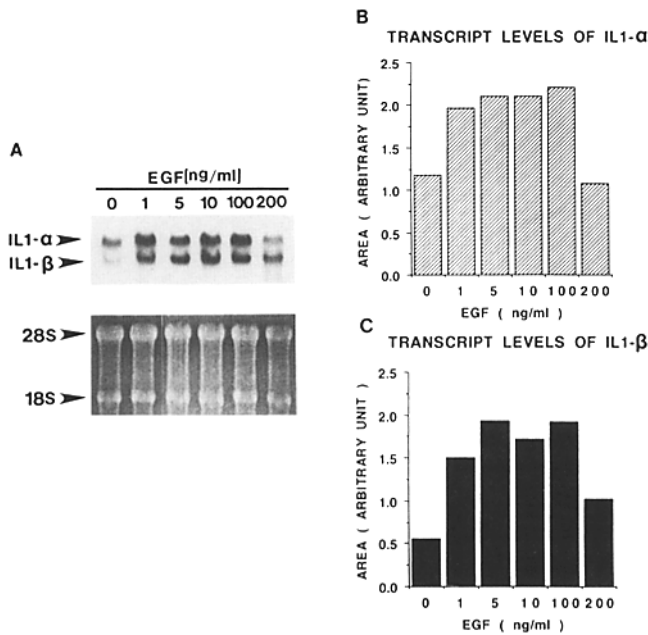 A
EGF[ng/ml]
0 1 5 10 100 200
IL1-α
IL1-β
28S
18S
B
TRANSCRIPT LEVELS OF IL1-α
AREA ( ARBITRARY UNIT)
2.5
2.0
1.5
1.0
0.5
0.0
0 1 5 10 100 200
EGF ( ng/ml)
C
TRANSCRIPT LEVELS OF IL1-β
AREA ( ARBITRARY UNIT )
2.5
2.0
1.5
1.0
0.5
0.0
0 1 5 10 100 200
EGF ( ng/ml)